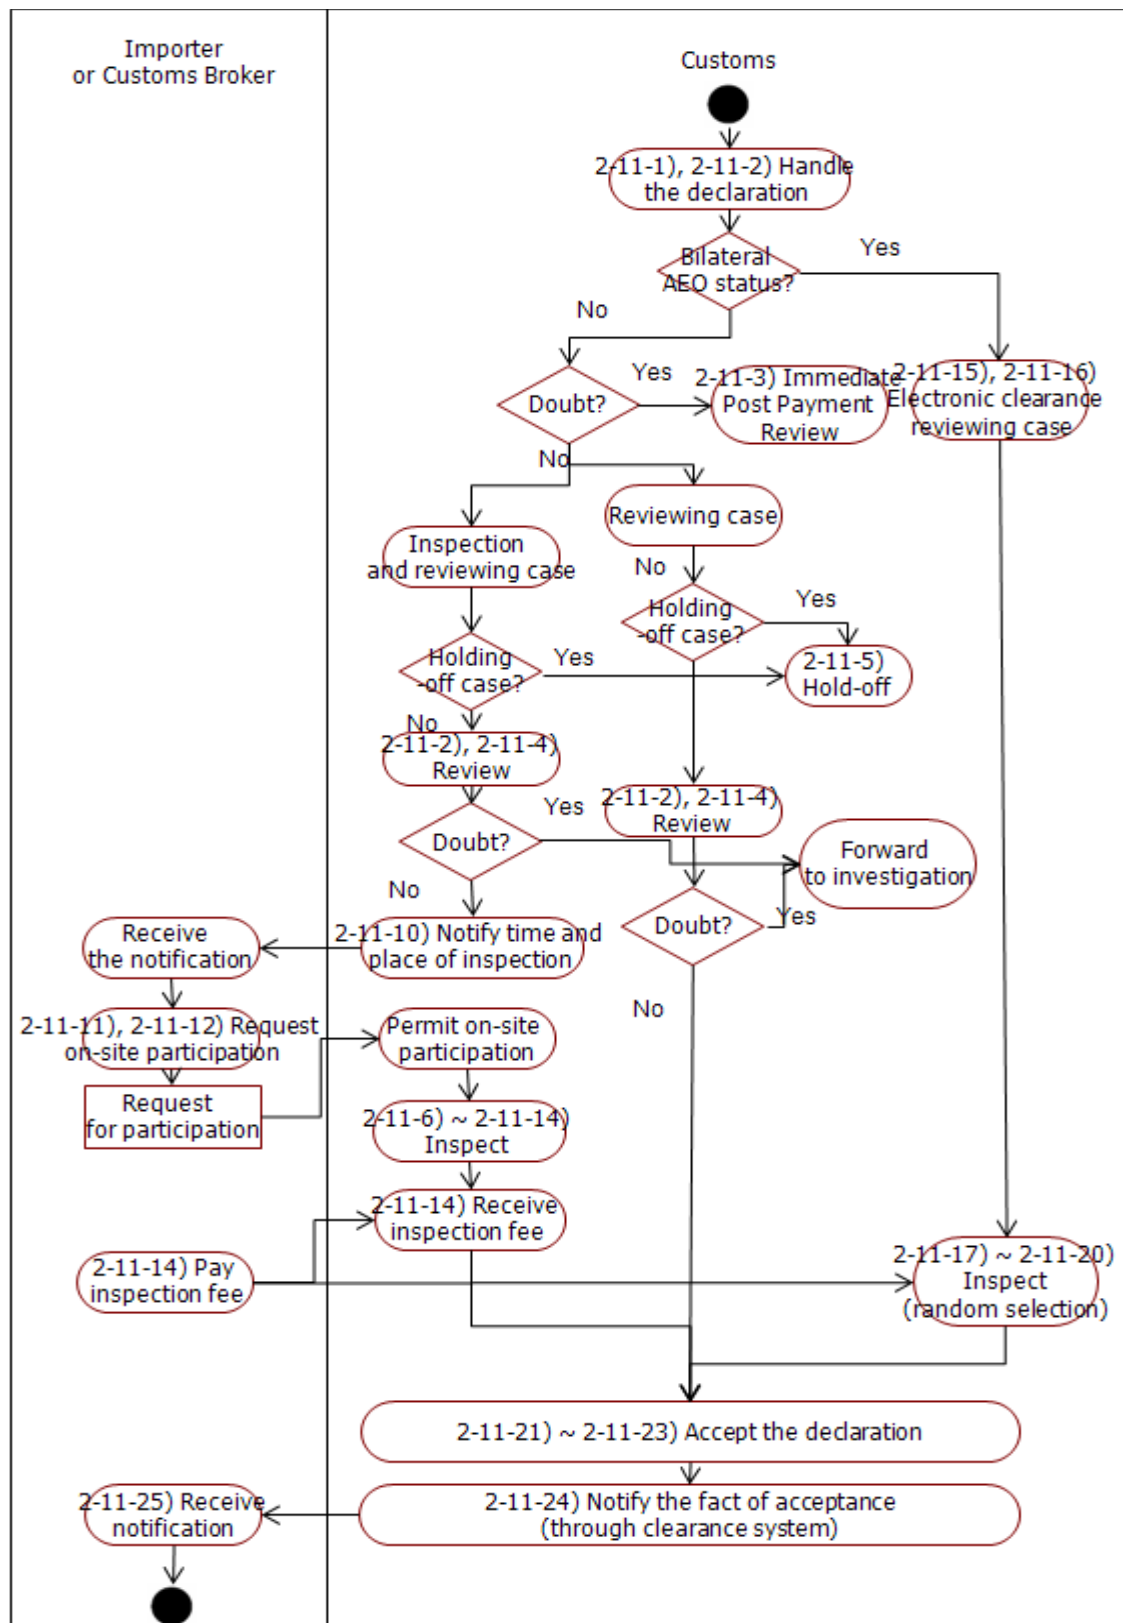 Importer
or Customs Broker
Customs
2-11-1), 2-11-2) Handle
the declaration
Bilateral
AEO status?
Yes
No
Doubt?
Yes
2-11-3) Immediate
Post Payment
Review
2-11-15), 2-11-16)
Electronic clearance
reviewing case
No
Reviewing case
Inspection
and reviewing case
No
Holding
-off case?
Yes
Holding
-off case?
Yes
2-11-5)
Hold-off
No
2-11-2), 2-11-4)
Review
2-11-2), 2-11-4)
Review
Doubt?
Yes
Forward
to investigation
No
Doubt?
Yes
Receive
the notification
2-11-10) Notify time and
place of inspection
No
2-11-11), 2-11-12) Request
on-site participation
Permit on-site
participation
Request
for participation
2-11-6) ~ 2-11-14)
Inspect
2-11-14) Receive
inspection fee
2-11-14) Pay
inspection fee
2-11-17) ~ 2-11-20)
Inspect
(random selection)
2-11-21) ~ 2-11-23) Accept the declaration
2-11-24) Notify the fact of acceptance
(through clearance system)
2-11-25) Receive
notification